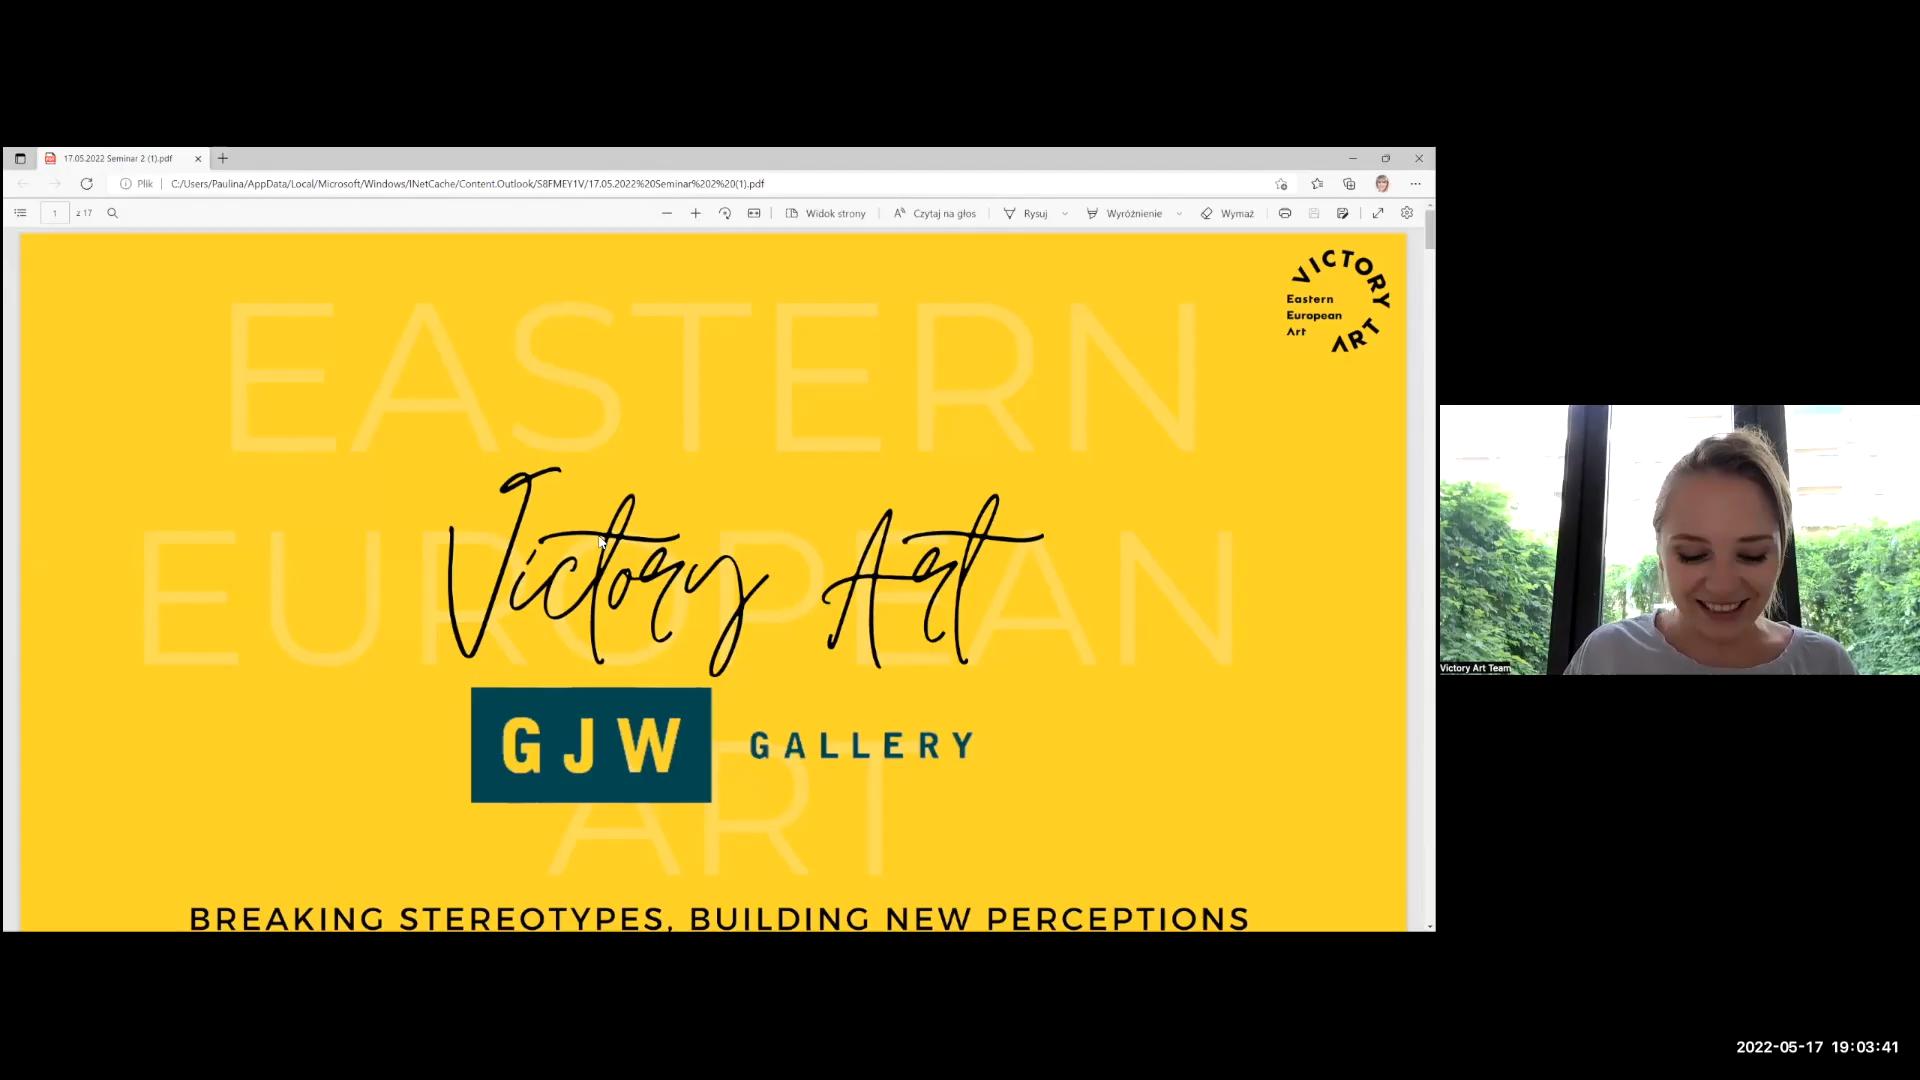 17.05.2022 Seminar 2 (1).pdf
Plik
C:/Users/Paulina/AppData/Local/Microsoft/Windows/INetCache/Content.Outlook/S8FMEY1V/17.05.2022%20Seminar%202%20(1).pdf
1
z 17
Widok strony
Czytaj na głos
Rysuj
Wyróżnienie
Wymaż
VICTORY
ART
Eastern
European
Art
EASTERN
EUROPEAN
ART
Victory Art
GJW
GALLERY
BREAKING STEREOTYPES, BUILDING NEW PERCEPTIONS
Victory Art Team
2022-05-17 19:03:41